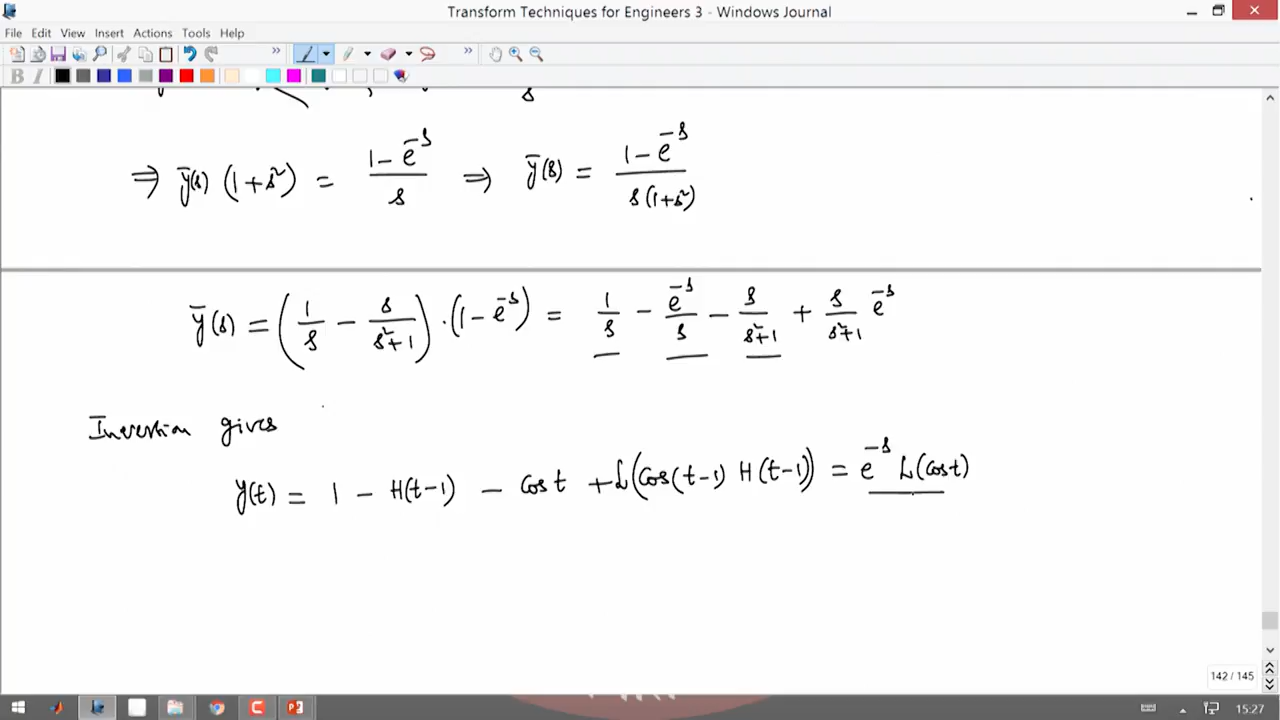 Transform Techniques for Engineers 3 - Windows Journal
File Edit View Insert Actions Tools Help
B I
s
⇒ ȳ(s) (1+s²) = (1-e^{-s})/s ⇒ ȳ(s) = (1-e^{-s})/(s(1+s²))
ȳ(s) = (1/s - s/(s²+1)) · (1-e^{-s}) = 1/s - e^{-s}/s - s/(s²+1) + s/(s²+1) e^{-s}
Inversion gives
y(t) = 1 - H(t-1) - Cos t + L(Cos(t-1) H(t-1)) = e^{-s} L(Cos t)
142 / 145
15:27